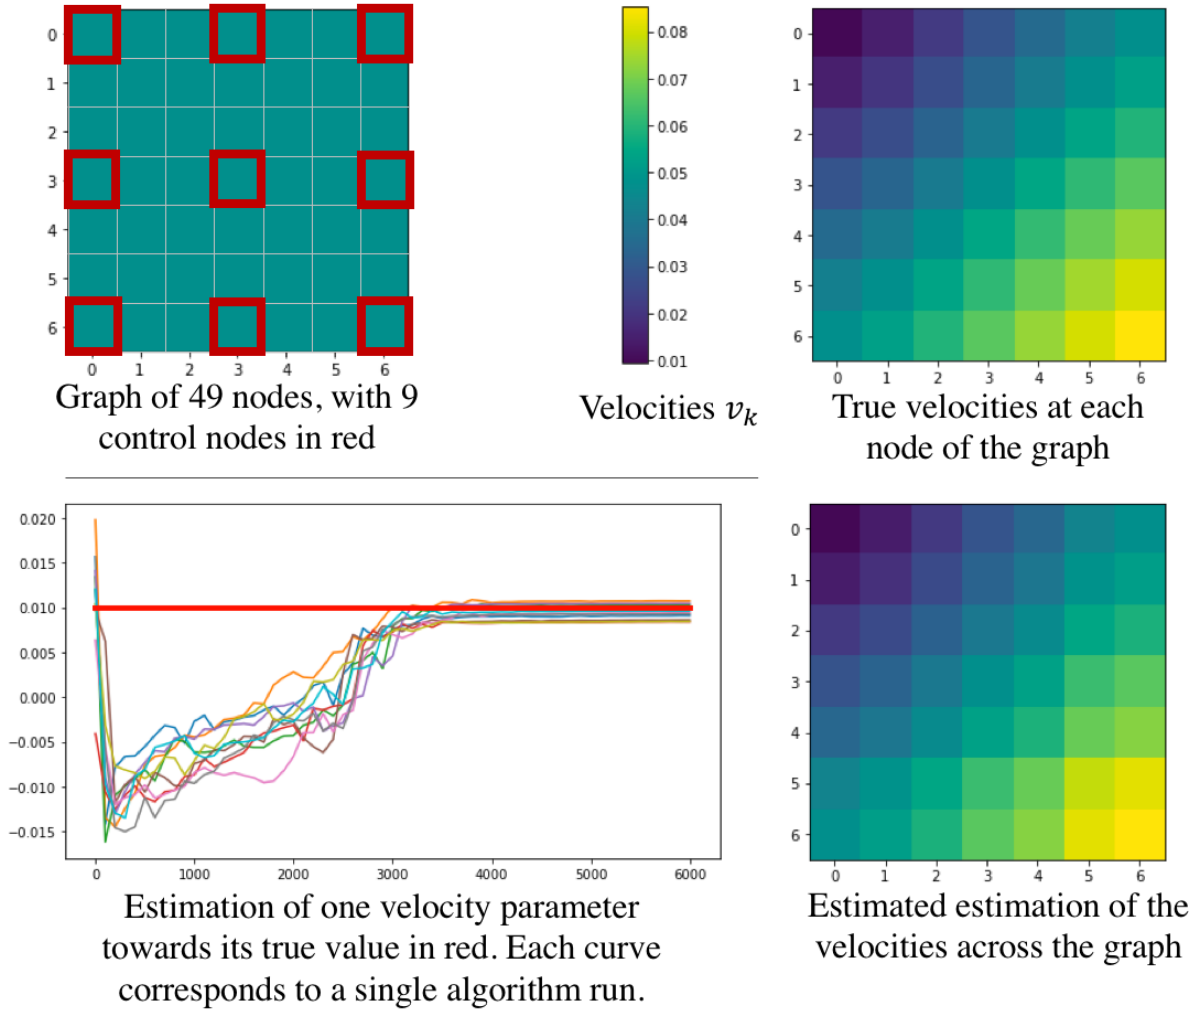 0
1
2
3
4
5
6
0 1 2 3 4 5 6
Graph of 49 nodes, with 9
control nodes in red
0.08
0.07
0.06
0.05
0.04
0.03
0.02
0.01
Velocities v_k
0
1
2
3
4
5
6
0 1 2 3 4 5 6
True velocities at each
node of the graph
0.020
0.015
0.010
0.005
0.000
−0.005
−0.010
−0.015
0 1000 2000 3000 4000 5000 6000
Estimation of one velocity parameter
towards its true value in red. Each curve
corresponds to a single algorithm run.
0
1
2
3
4
5
6
0 1 2 3 4 5 6
Estimated estimation of the
velocities across the graph